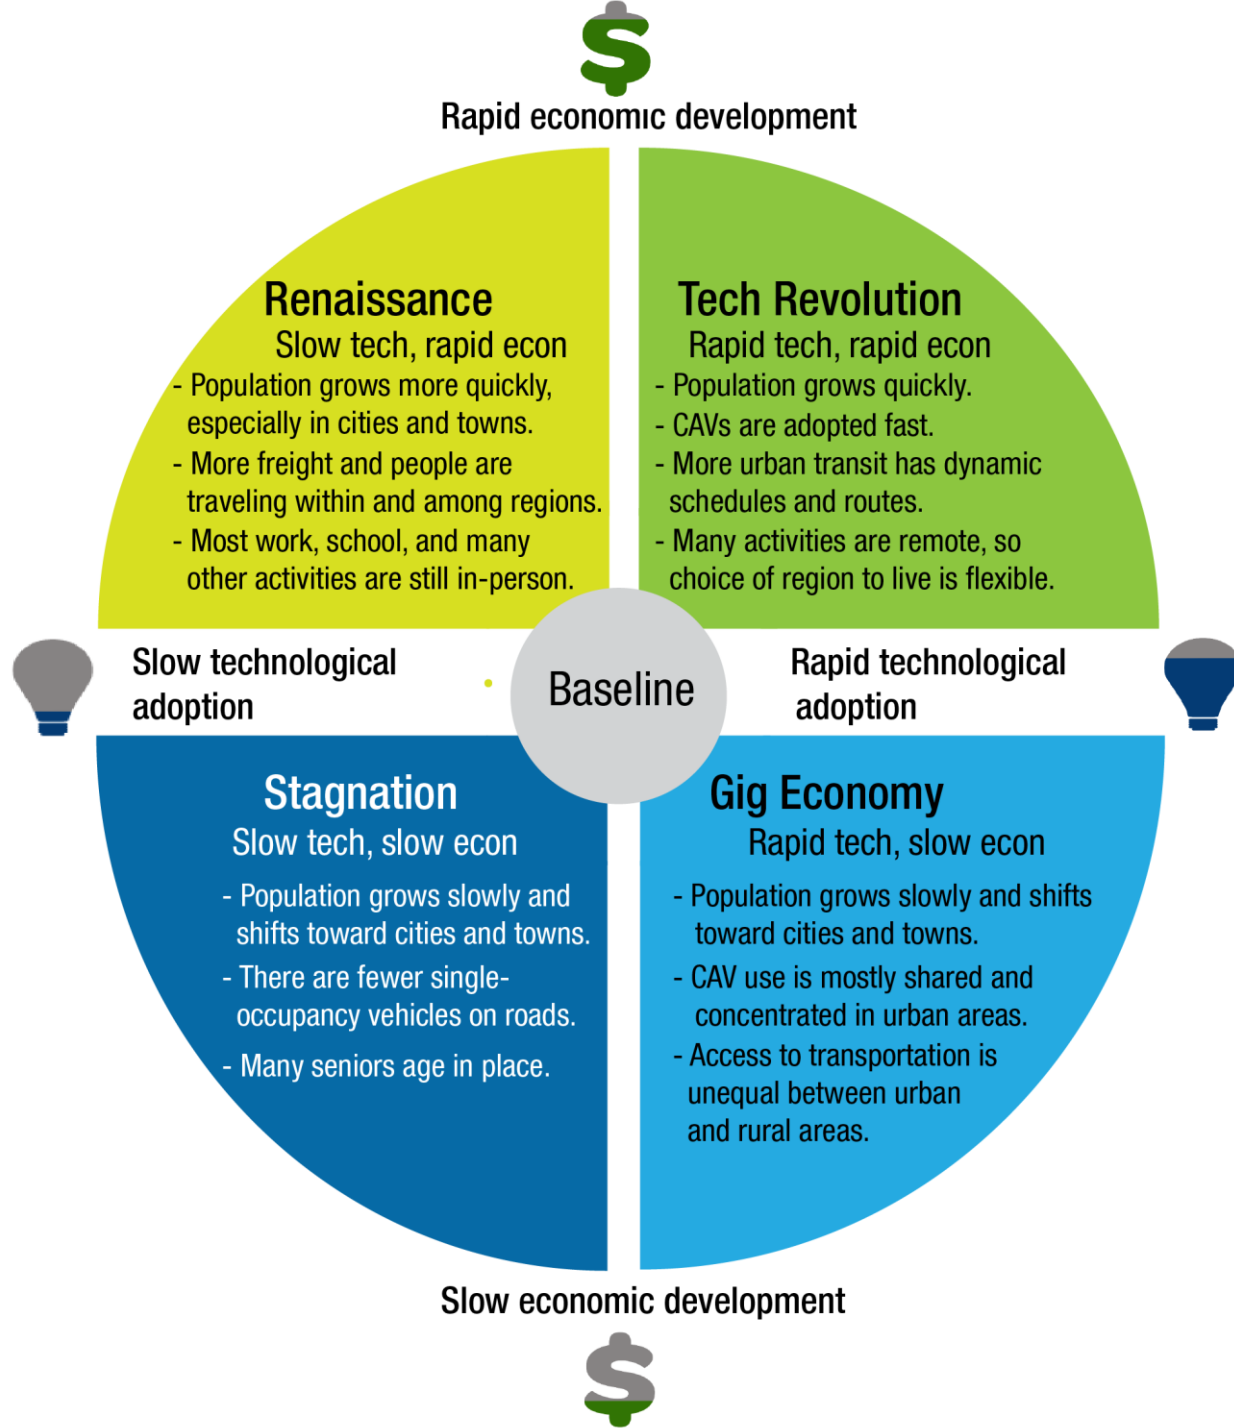 $
Rapid economic development
Renaissance
Slow tech, rapid econ
- Population grows more quickly,
especially in cities and towns.
- More freight and people are
traveling within and among regions.
- Most work, school, and many
other activities are still in-person.
Tech Revolution
Rapid tech, rapid econ
- Population grows quickly.
- CAVs are adopted fast.
- More urban transit has dynamic
schedules and routes.
- Many activities are remote, so
choice of region to live is flexible.
Slow technological
adoption
Baseline
Rapid technological
adoption
Stagnation
Slow tech, slow econ
- Population grows slowly and
shifts toward cities and towns.
- There are fewer single-
occupancy vehicles on roads.
- Many seniors age in place.
Gig Economy
Rapid tech, slow econ
- Population grows slowly and shifts
toward cities and towns.
- CAV use is mostly shared and
concentrated in urban areas.
- Access to transportation is
unequal between urban
and rural areas.
Slow economic development
$